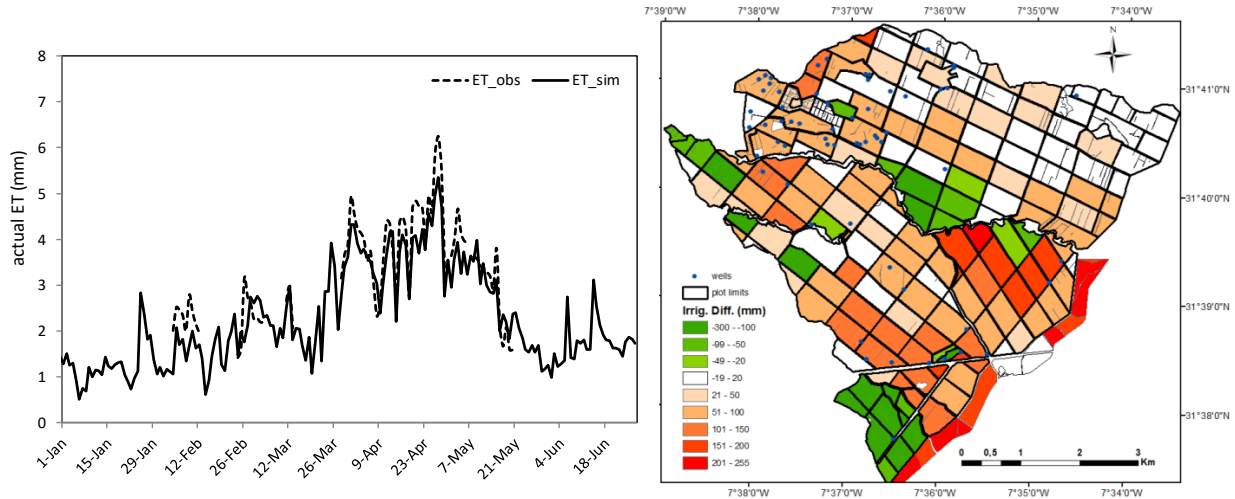 8
7
6
5
4
3
2
1
0
actual ET (mm)
ET_obs ET_sim
1-Jan 15-Jan 29-Jan 12-Feb 26-Feb 12-Mar 26-Mar 9-Apr 23-Apr 7-May 21-May 4-Jun 18-Jun
7°39'0"W 7°38'0"W 7°37'0"W 7°36'0"W 7°35'0"W 7°34'0"W
N
31°41'0"N
31°40'0"N
31°39'0"N
31°38'0"N
wells
plot limits
Irrig. Diff. (mm)
-300 - -100
-99 - -50
-49 - -20
-19 - 20
21 - 50
51 - 100
101 - 150
151 - 200
201 - 255
0 0,5 1 2 3
Km
7°38'0"W 7°37'0"W 7°36'0"W 7°35'0"W 7°34'0"W